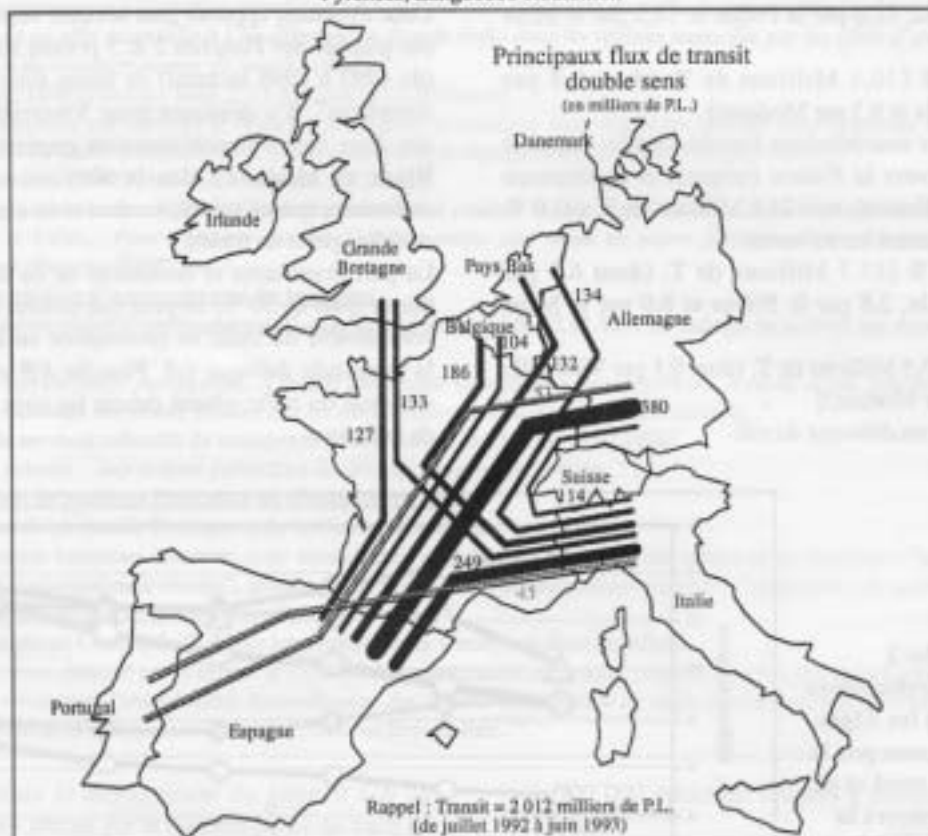 Principaux flux de transit
double sens
(en milliers de P.L.)
Danemark
Irlande
Grande
Bretagne
Pays Bas
134
Allemagne
Belgique
104
186
132
133
127
580
Suisse
114
249
43
Italie
Portugal
Espagne
Rappel : Transit = 2 012 milliers de P.L.
(de juillet 1992 à juin 1993)